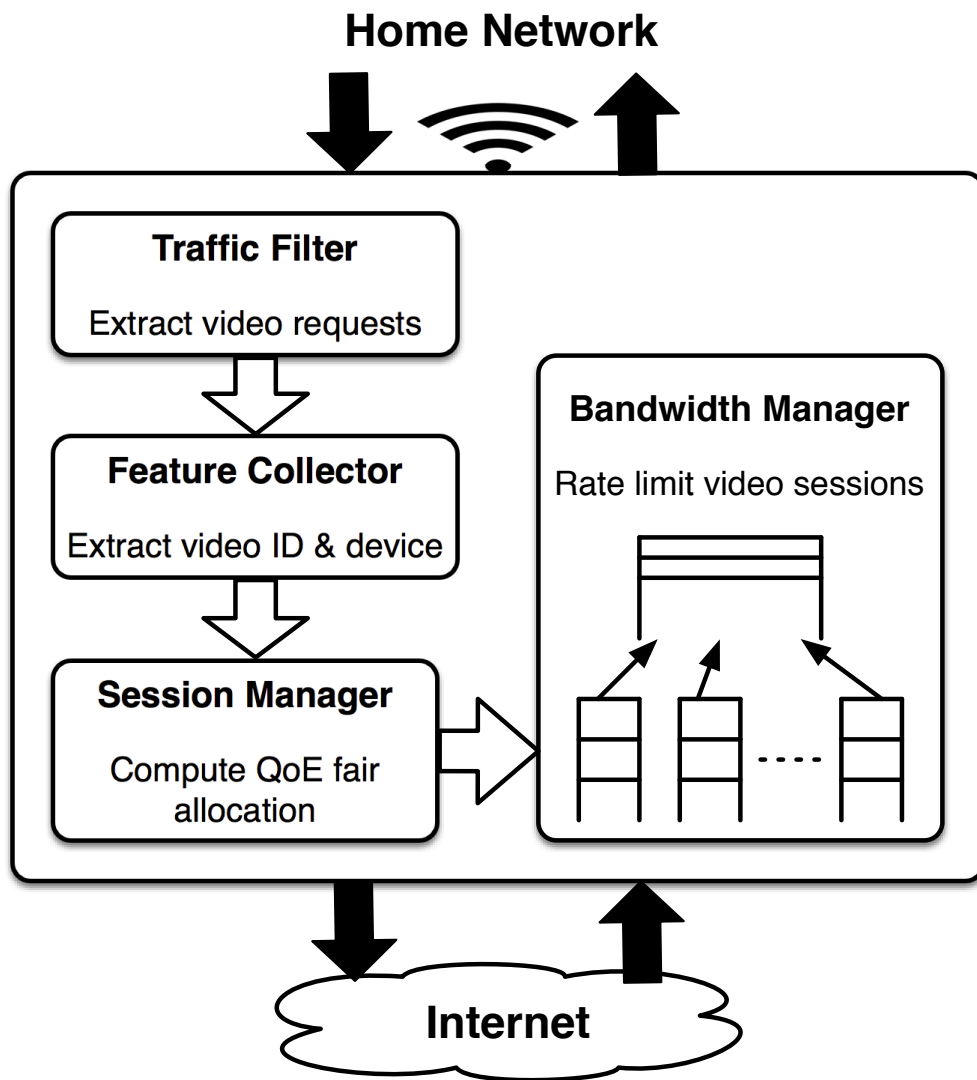 Home Network
Traffic Filter
Extract video requests
Feature Collector
Extract video ID & device
Session Manager
Compute QoE fair
allocation
Bandwidth Manager
Rate limit video sessions
Internet